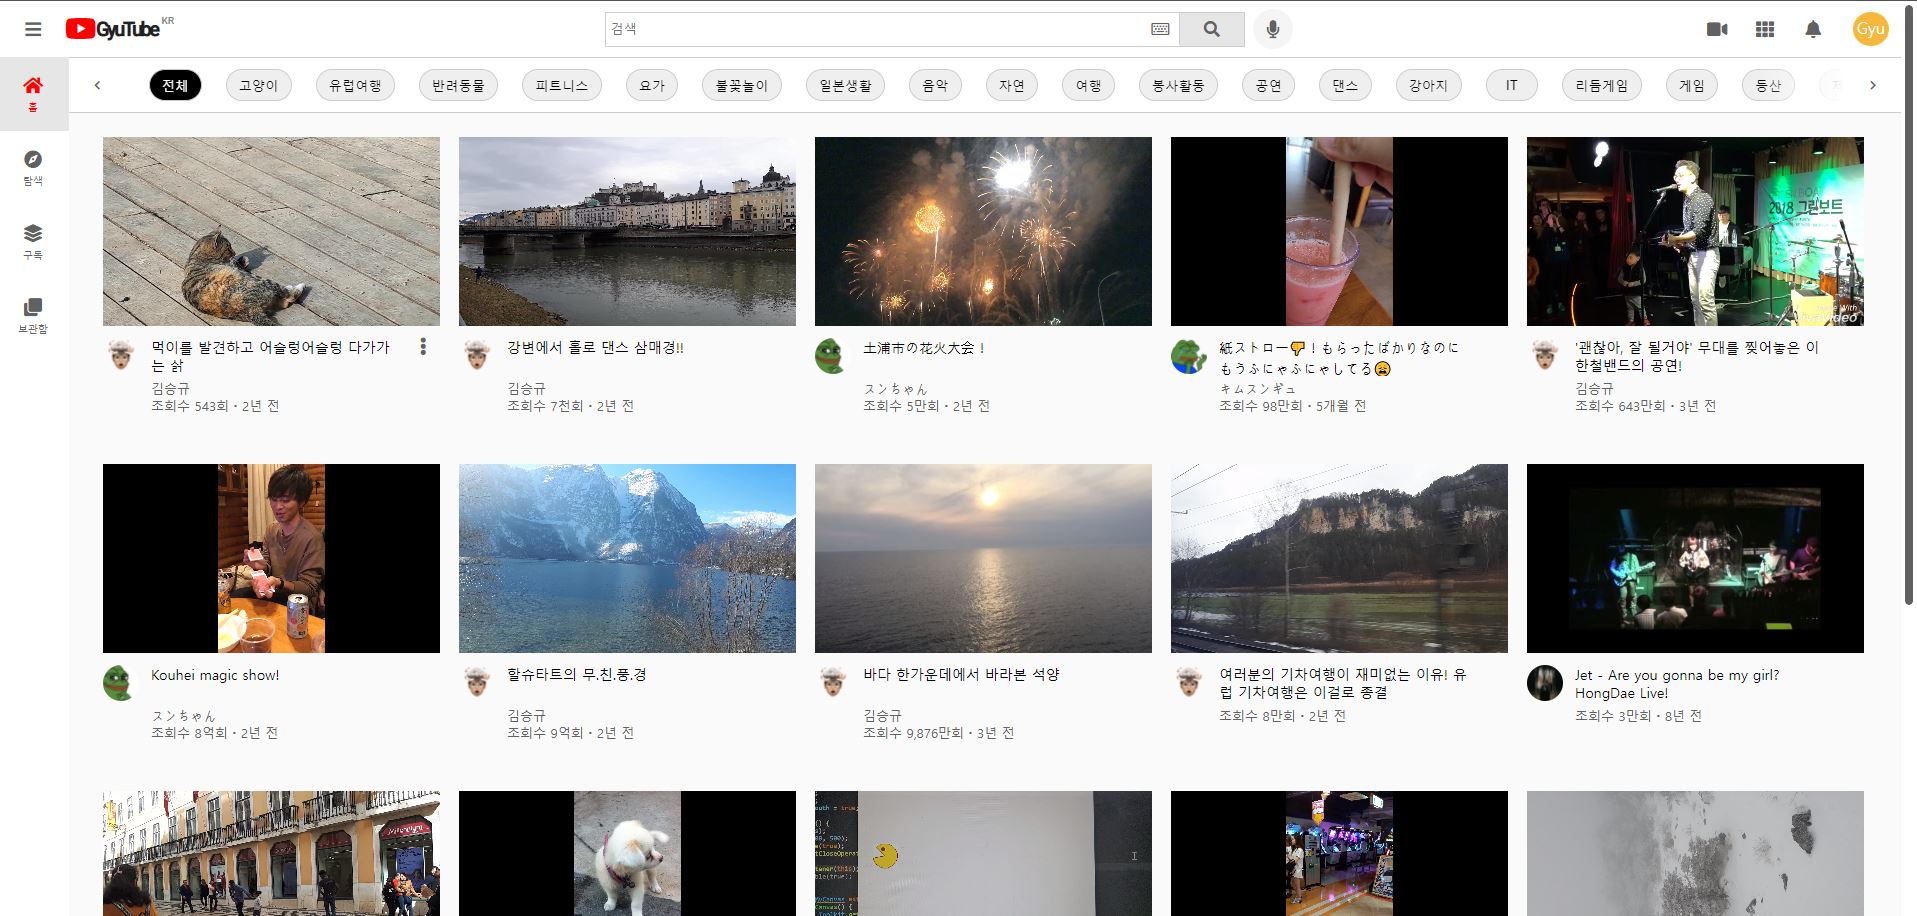 GyuTube KR
검색
Gyu
전체 고양이 유럽여행 반려동물 피트니스 요가 불꽃놀이 일본생활 음악 자연 여행 봉사활동 공연 댄스 강아지 IT 리듬게임 게임 등산
홈
탐색
구독
보관함
2018 그린보트
먹이를 발견하고 어슬렁어슬렁 다가가
는 삵
김승규
조회수 543회 • 2년 전
강변에서 홀로 댄스 삼매경!!
김승규
조회수 7천회 • 2년 전
土浦市の花火大会！
スンちゃん
조회수 5만회 • 2년 전
紙ストロー👎！もらったばかりなのに
もうふにゃふにゃしてる😩
キムスンギュ
조회수 98만회 • 5개월 전
'괜찮아, 잘 될거야' 무대를 찢어놓은 이
한철밴드의 공연!
김승규
조회수 643만회 • 3년 전
Kouhei magic show!
スンちゃん
조회수 8억회 • 2년 전
할슈타트의 무.친.풍.경
김승규
조회수 9억회 • 2년 전
바다 한가운데에서 바라본 석양
김승규
조회수 9,876만회 • 3년 전
여러분의 기차여행이 재미없는 이유! 유
럽 기차여행은 이걸로 종결
조회수 8만회 • 2년 전
Jet - Are you gonna be my girl?
HongDae Live!
조회수 3만회 • 8년 전